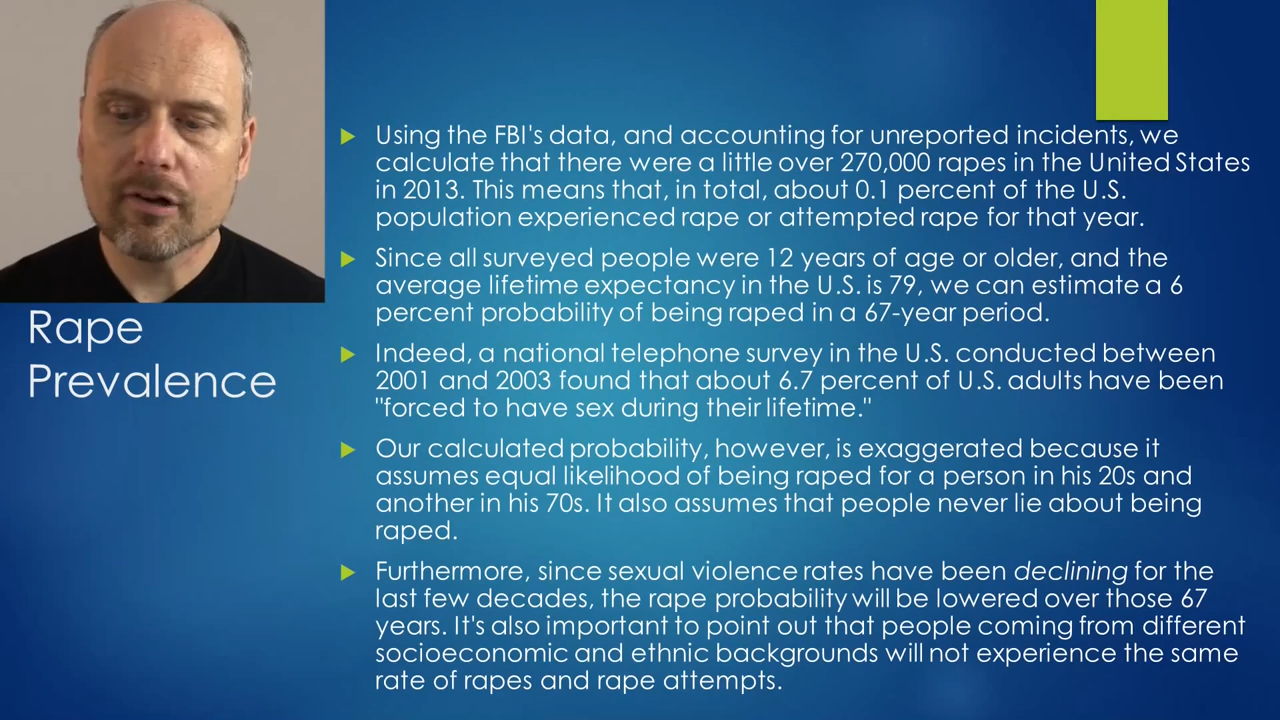 Using the FBI's data, and accounting for unreported incidents, we
calculate that there were a little over 270,000 rapes in the United States
in 2013. This means that, in total, about 0.1 percent of the U.S.
population experienced rape or attempted rape for that year.
Since all surveyed people were 12 years of age or older, and the
average lifetime expectancy in the U.S. is 79, we can estimate a 6
percent probability of being raped in a 67-year period.
Rape
Prevalence
Indeed, a national telephone survey in the U.S. conducted between
2001 and 2003 found that about 6.7 percent of U.S. adults have been
"forced to have sex during their lifetime."
Our calculated probability, however, is exaggerated because it
assumes equal likelihood of being raped for a person in his 20s and
another in his 70s. It also assumes that people never lie about being
raped.
Furthermore, since sexual violence rates have been declining for the
last few decades, the rape probability will be lowered over those 67
years. It's also important to point out that people coming from different
socioeconomic and ethnic backgrounds will not experience the same
rate of rapes and rape attempts.